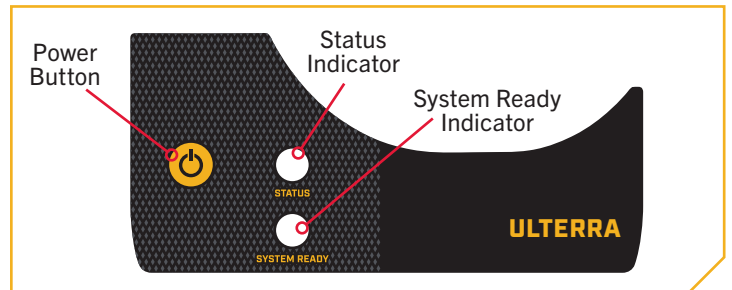 Power
Button
Status
Indicator
System Ready
Indicator
STATUS
SYSTEM READY
ULTERRA